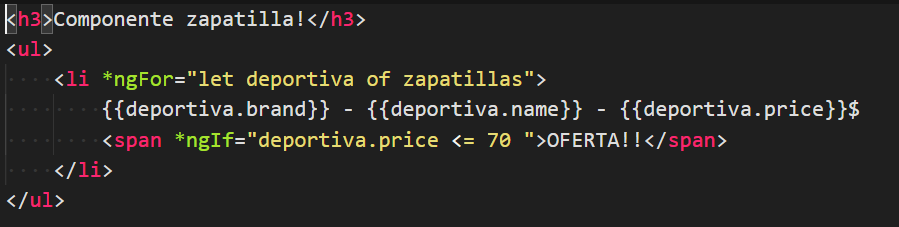 <h3>Componente zapatilla!</h3>
<ul>
    <li *ngFor="let deportiva of zapatillas">
        {{deportiva.brand}} - {{deportiva.name}} - {{deportiva.price}}$
        <span *ngIf="deportiva.price <= 70 ">OFERTA!!</span>
    </li>
</ul>